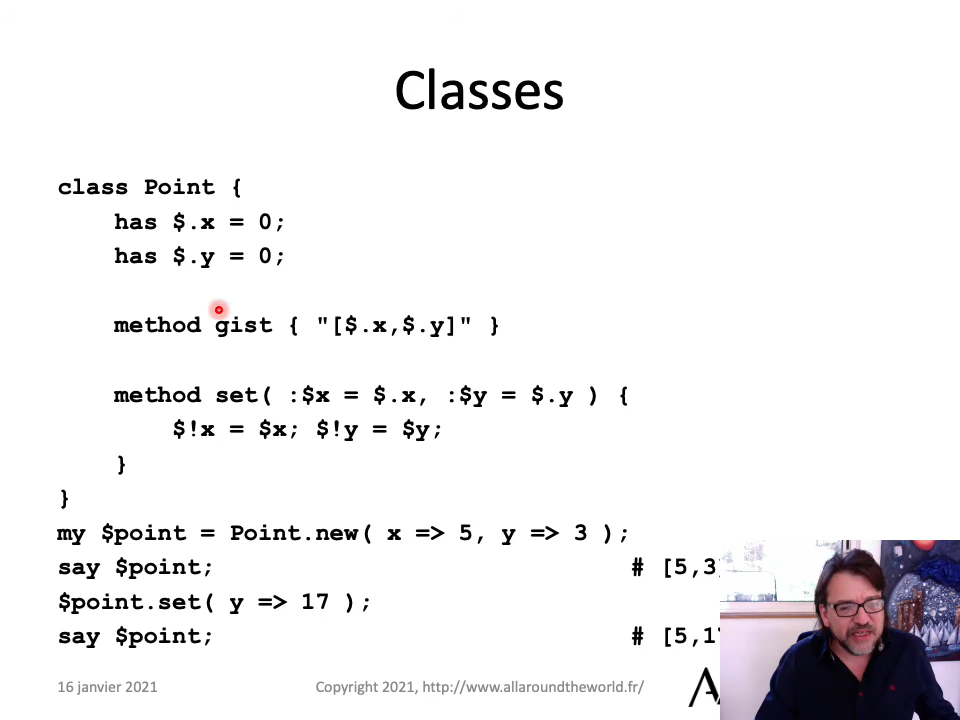 Classes
class Point {
    has $.x = 0;
    has $.y = 0;
    method gist { "[$.x,$.y]" }
    method set( :$x = $.x, :$y = $.y ) {
        $!x = $x; $!y = $y;
    }
}
my $point = Point.new( x => 5, y => 3 );
say $point; # [5,3
$point.set( y => 17 );
say $point; # [5,1
16 janvier 2021 Copyright 2021, http://www.allaroundtheworld.fr/